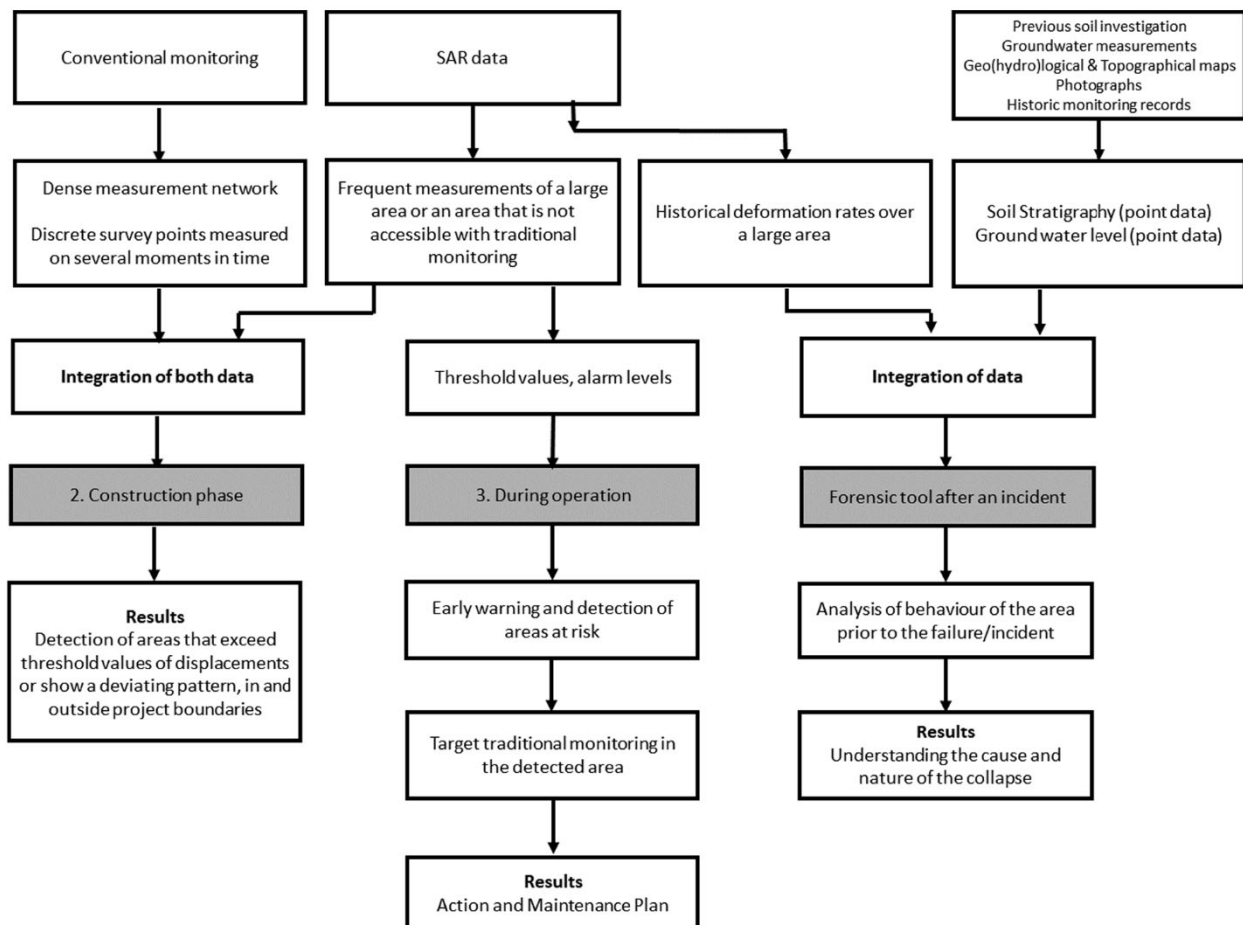 Conventional monitoring
SAR data
Previous soil investigation
Groundwater measurements
Geo(hydro)logical & Topographical maps
Photographs
Historic monitoring records
Dense measurement network
Discrete survey points measured
on several moments in time
Frequent measurements of a large
area or an area that is not
accessible with traditional
monitoring
Historical deformation rates over
a large area
Soil Stratigraphy (point data)
Ground water level (point data)
Integration of both data
Threshold values, alarm levels
Integration of data
2. Construction phase
3. During operation
Forensic tool after an incident
Results
Detection of areas that exceed
threshold values of displacements
or show a deviating pattern, in and
outside project boundaries
Early warning and detection of
areas at risk
Analysis of behaviour of the area
prior to the failure/incident
Target traditional monitoring in
the detected area
Results
Understanding the cause and
nature of the collapse
Results
Action and Maintenance Plan